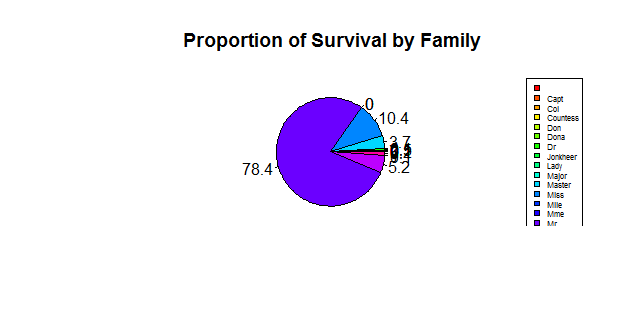 Proportion of Survival by Family
0
10.4
3.7
78.4
5.2
Capt
Col
Countess
Don
Dona
Dr
Jonkheer
Lady
Major
Master
Miss
Mlle
Mme
Mr